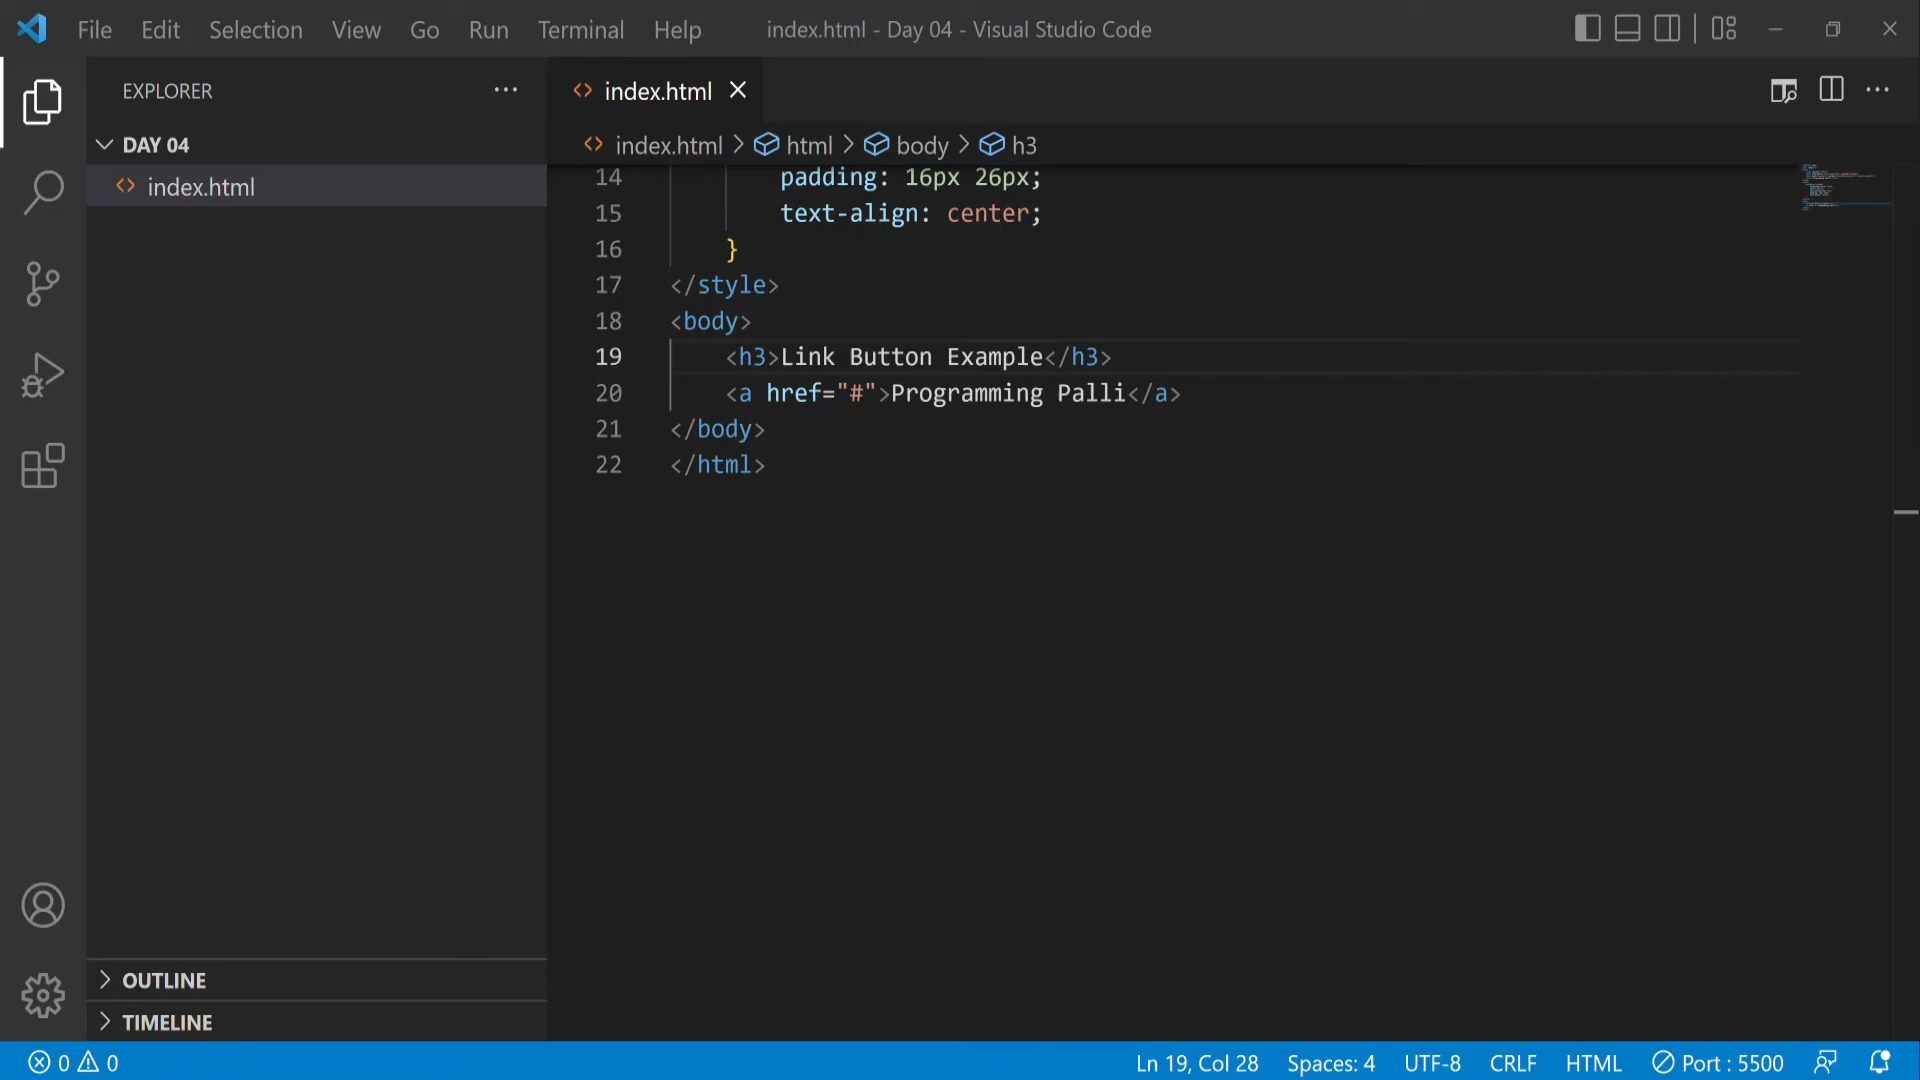 File Edit Selection View Go Run Terminal Help index.html - Day 04 - Visual Studio Code
EXPLORER
index.html
DAY 04
index.html > html > body > h3
index.html
14 padding: 16px 26px;
15 text-align: center;
16 }
17 </style>
18 <body>
19 <h3>Link Button Example</h3>
20 <a href="#">Programming Palli</a>
21 </body>
22 </html>
OUTLINE
TIMELINE
0 0 Ln 19, Col 28 Spaces: 4 UTF-8 CRLF HTML Port : 5500